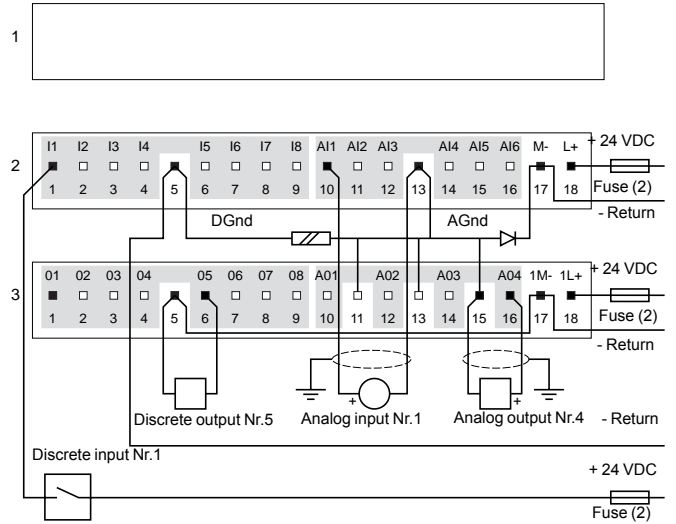 1
I1 I2 I3 I4 I5 I6 I7 I8 AI1 AI2 AI3 AI4 AI5 AI6 M- L+ + 24 VDC
2
1 2 3 4 5 6 7 8 9 10 11 12 13 14 15 16 17 18 Fuse (2)
DGnd AGnd - Return
01 02 03 04 05 06 07 08 A01 A02 A03 A04 1M- 1L+ + 24 VDC
3
1 2 3 4 5 6 7 8 9 10 11 12 13 14 15 16 17 18 Fuse (2)
- Return
+ +
Discrete output Nr.5 Analog input Nr.1 Analog output Nr.4 - Return
Discrete input Nr.1
+ 24 VDC
Fuse (2)